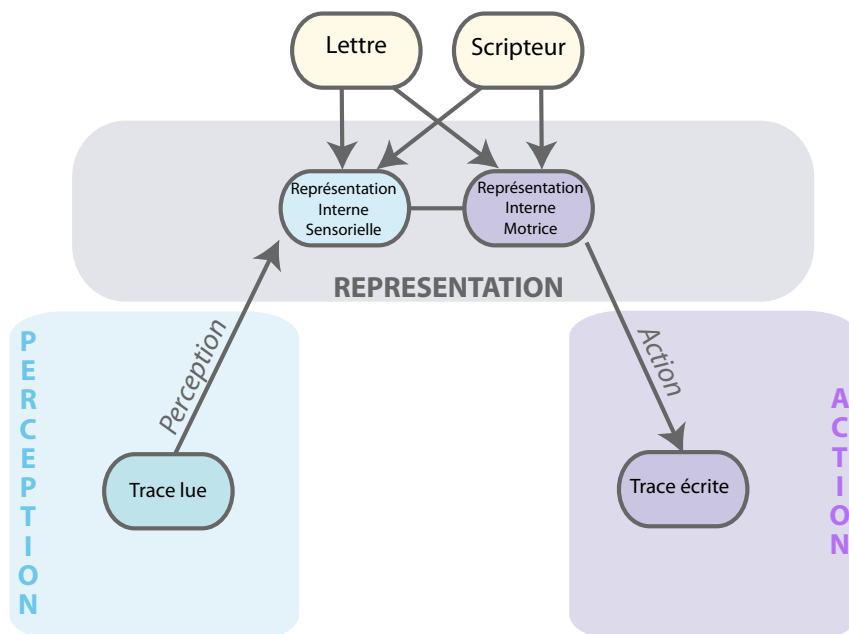 Lettre
Scripteur
Représentation
Interne
Sensorielle
Représentation
Interne
Motrice
REPRESENTATION
PERCEPTION
Perception
Action
ACTION
Trace lue
Trace écrite